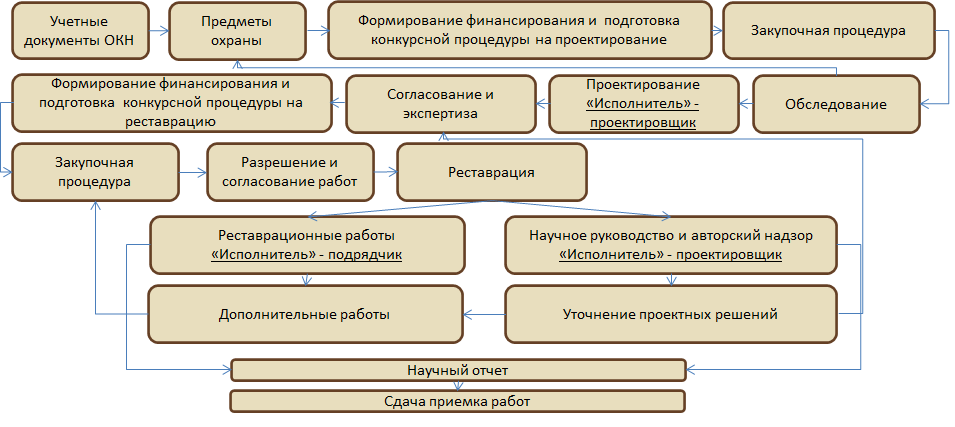 Учетные
документы ОКН
Предметы
охраны
Формирование финансирования и подготовка
конкурсной процедуры на проектирование
Закупочная процедура
Формирование финансирования и
подготовка конкурсной процедуры на
реставрацию
Согласование и
экспертиза
Проектирование
«Исполнитель» -
проектировщик
Обследование
Закупочная
процедура
Разрешение и
согласование работ
Реставрация
Реставрационные работы
«Исполнитель» - подрядчик
Научное руководство и авторский надзор
«Исполнитель» - проектировщик
Дополнительные работы
Уточнение проектных решений
Научный отчет
Сдача приемка работ